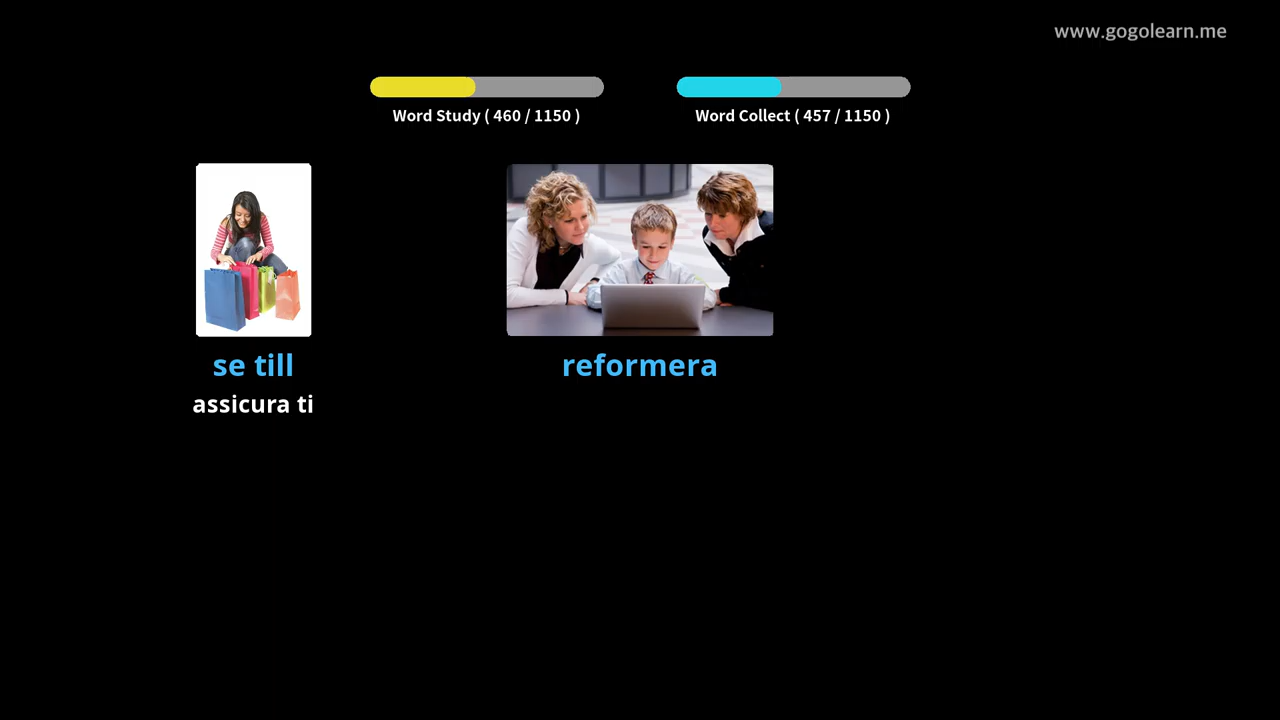 www.gogolearn.me
Word Study ( 460 / 1150 )
Word Collect ( 457 / 1150 )
se till
assicura ti
reformera